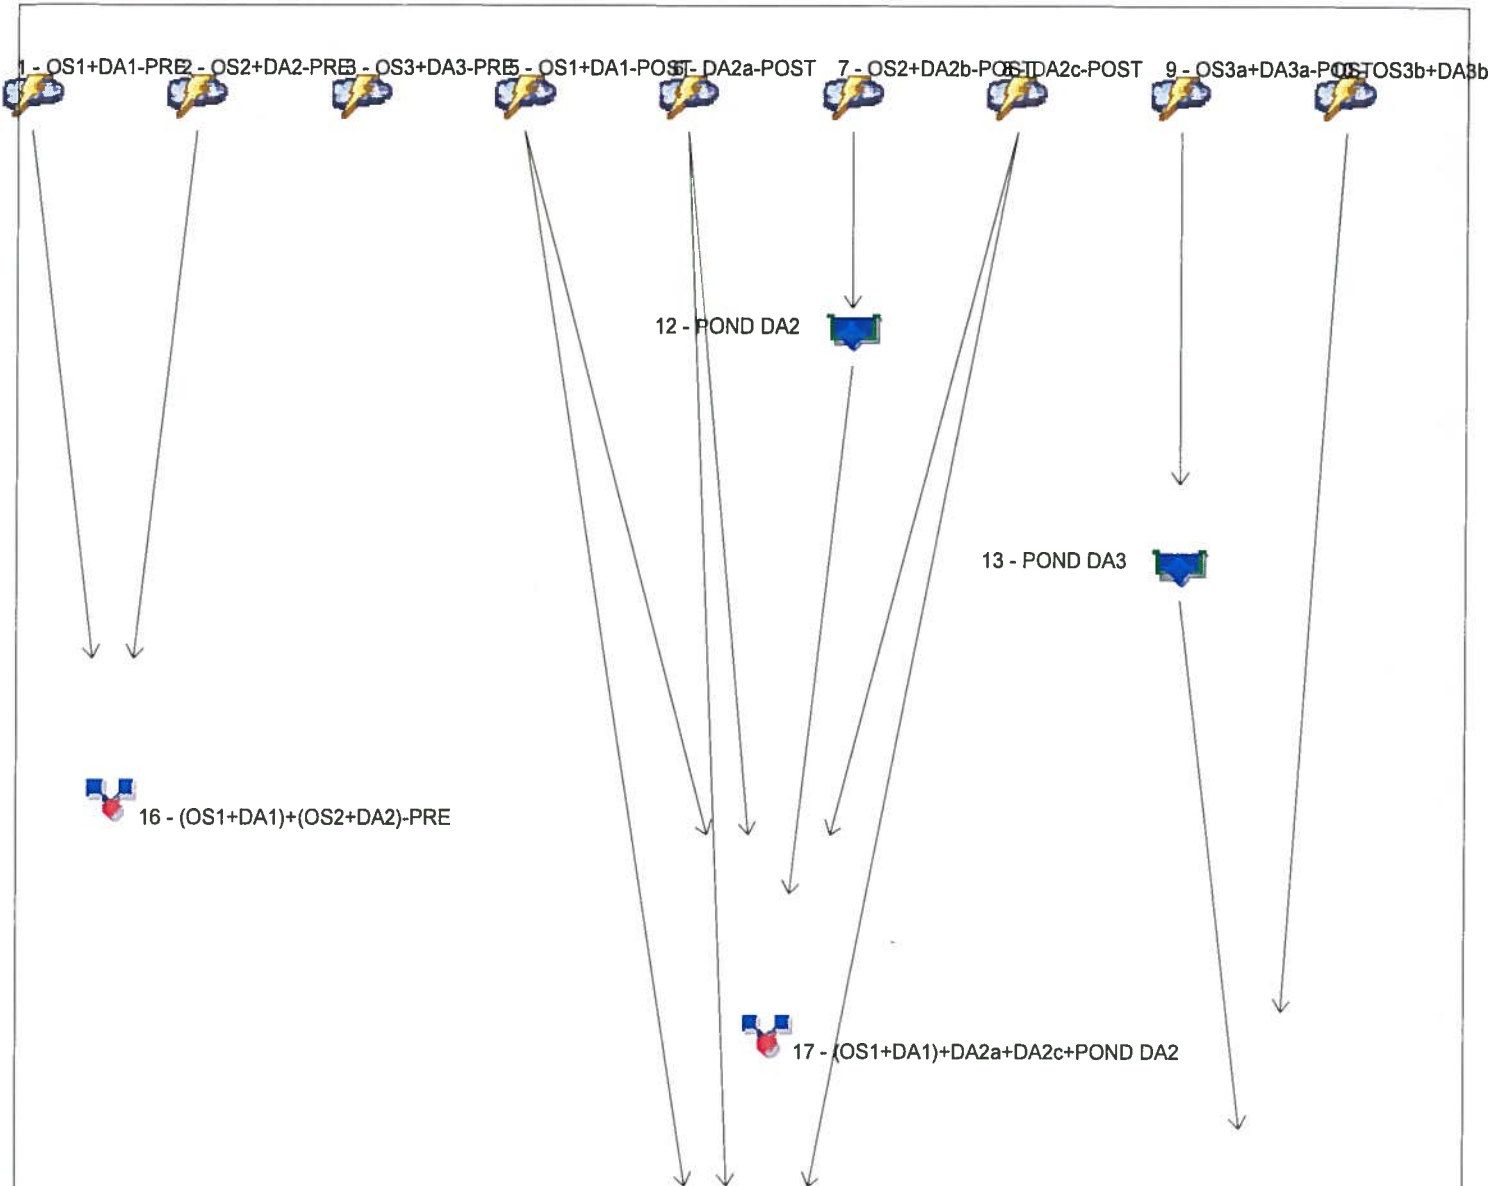 1 - OS1+DA1-PRE
2 - OS2+DA2-PRE
3 - OS3+DA3-PRE
5 - OS1+DA1-POST
6 - DA2a-POST
7 - OS2+DA2b-POST
8 - DA2c-POST
9 - OS3a+DA3a-POST
OS3b+DA3b
12 - POND DA2
13 - POND DA3
16 - (OS1+DA1)+(OS2+DA2)-PRE
17 - (OS1+DA1)+DA2a+DA2c+POND DA2